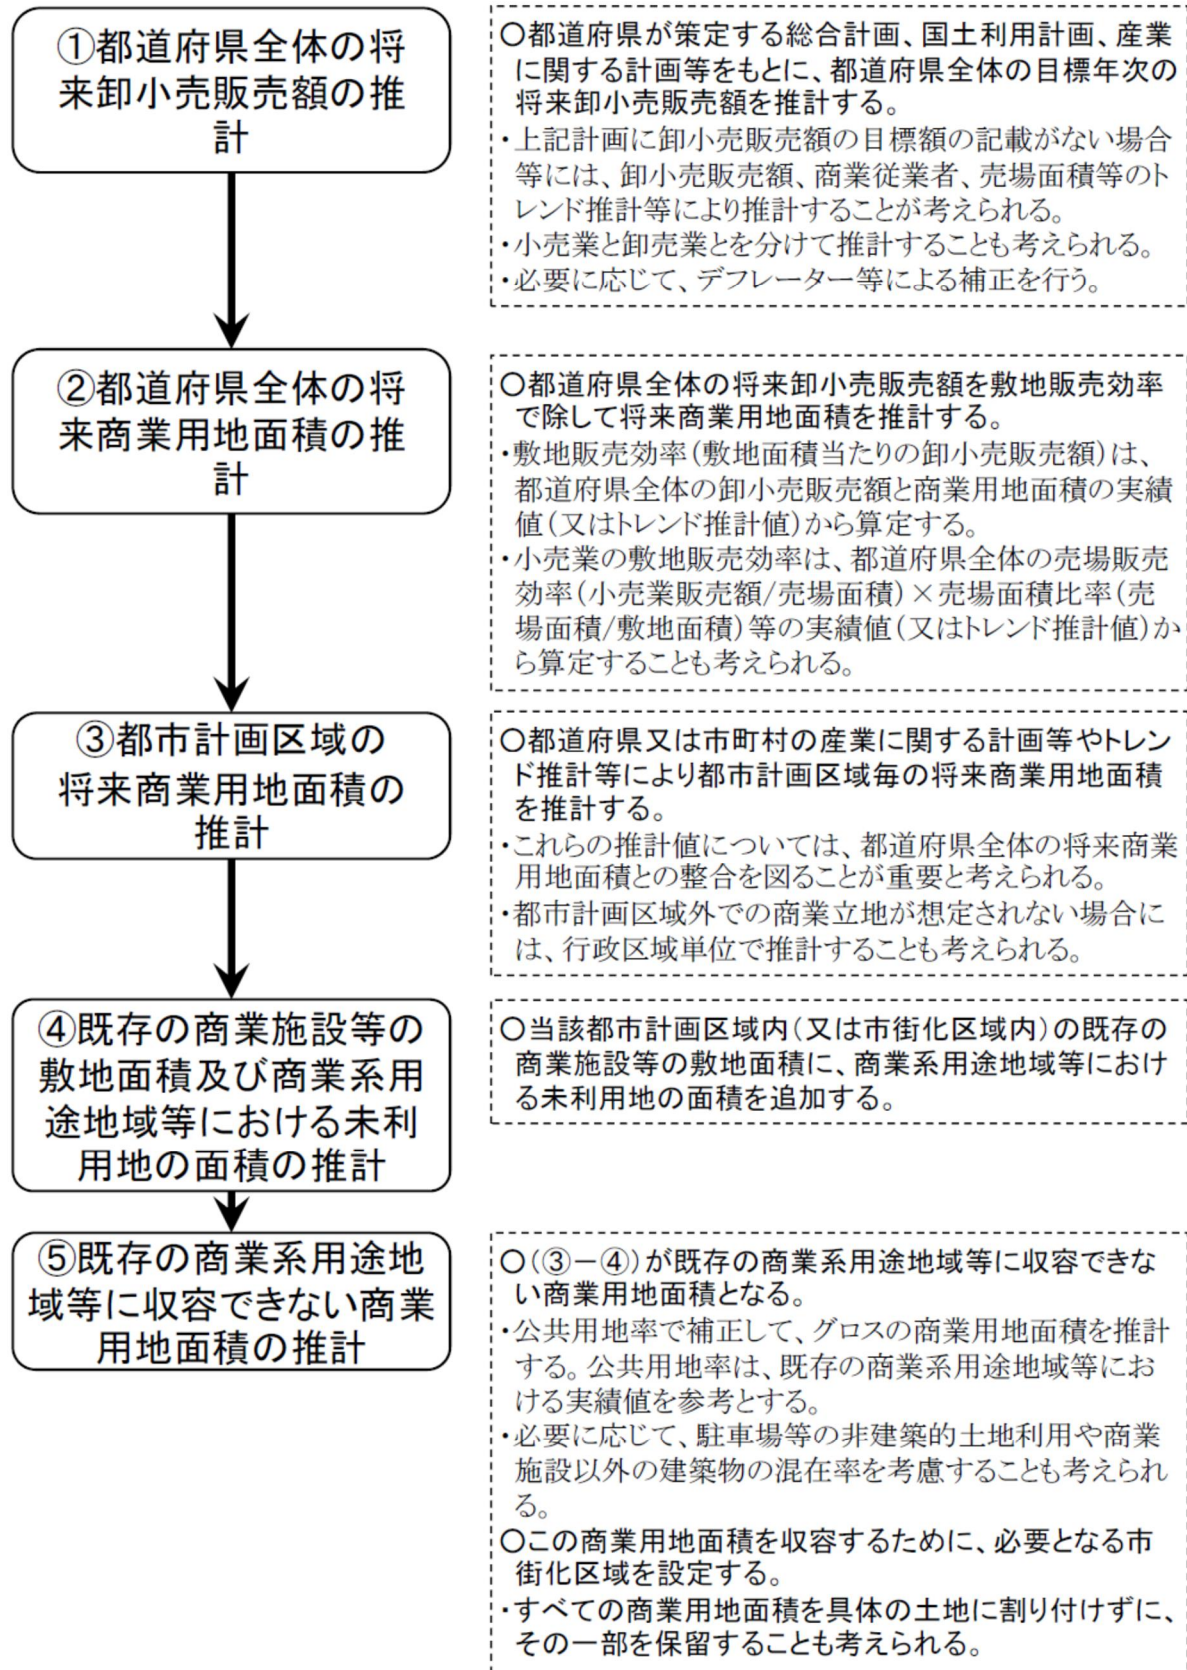 ①都道府県全体の将
来卸小売販売額の推
計
〇都道府県が策定する総合計画、国土利用計画、産業
に関する計画等をもとに、都道府県全体の目標年次の
将来卸小売販売額を推計する。
・上記計画に卸小売販売額の目標額の記載がない場合
等には、卸小売販売額、商業従業者、売場面積等のト
レンド推計等により推計することが考えられる。
・小売業と卸売業とを分けて推計することも考えられる。
・必要に応じて、デフレーター等による補正を行う。
②都道府県全体の将
来商業用地面積の推
計
〇都道府県全体の将来卸小売販売額を敷地販売効率
で除して将来商業用地面積を推計する。
・敷地販売効率(敷地面積当たりの卸小売販売額)は、
都道府県全体の卸小売販売額と商業用地面積の実績
値(又はトレンド推計値)から算定する。
・小売業の敷地販売効率は、都道府県全体の売場販売
効率(小売業販売額/売場面積)×売場面積比率(売
場面積/敷地面積)等の実績値(又はトレンド推計値)か
ら算定することも考えられる。
③都市計画区域の
将来商業用地面積の
推計
〇都道府県又は市町村の産業に関する計画等やトレン
ド推計等により都市計画区域毎の将来商業用地面積
を推計する。
・これらの推計値については、都道府県全体の将来商業
用地面積との整合を図ることが重要と考えられる。
・都市計画区域外での商業立地が想定されない場合に
は、行政区域単位で推計することも考えられる。
④既存の商業施設等の
敷地面積及び商業系用
途地域等における未利
用地の面積の推計
〇当該都市計画区域内(又は市街化区域内)の既存の
商業施設等の敷地面積に、商業系用途地域等におけ
る未利用地の面積を追加する。
⑤既存の商業系用途地
域等に収容できない商業
用地面積の推計
〇(③-④)が既存の商業系用途地域等に収容できな
い商業用地面積となる。
・公共用地率で補正して、グロスの商業用地面積を推計
する。公共用地率は、既存の商業系用途地域等にお
ける実績値を参考とする。
・必要に応じて、駐車場等の非建築的土地利用や商業
施設以外の建築物の混在率を考慮することも考えられ
る。
〇この商業用地面積を収容するために、必要となる市
街化区域を設定する。
・すべての商業用地面積を具体の土地に割り付けずに、
その一部を保留することも考えられる。